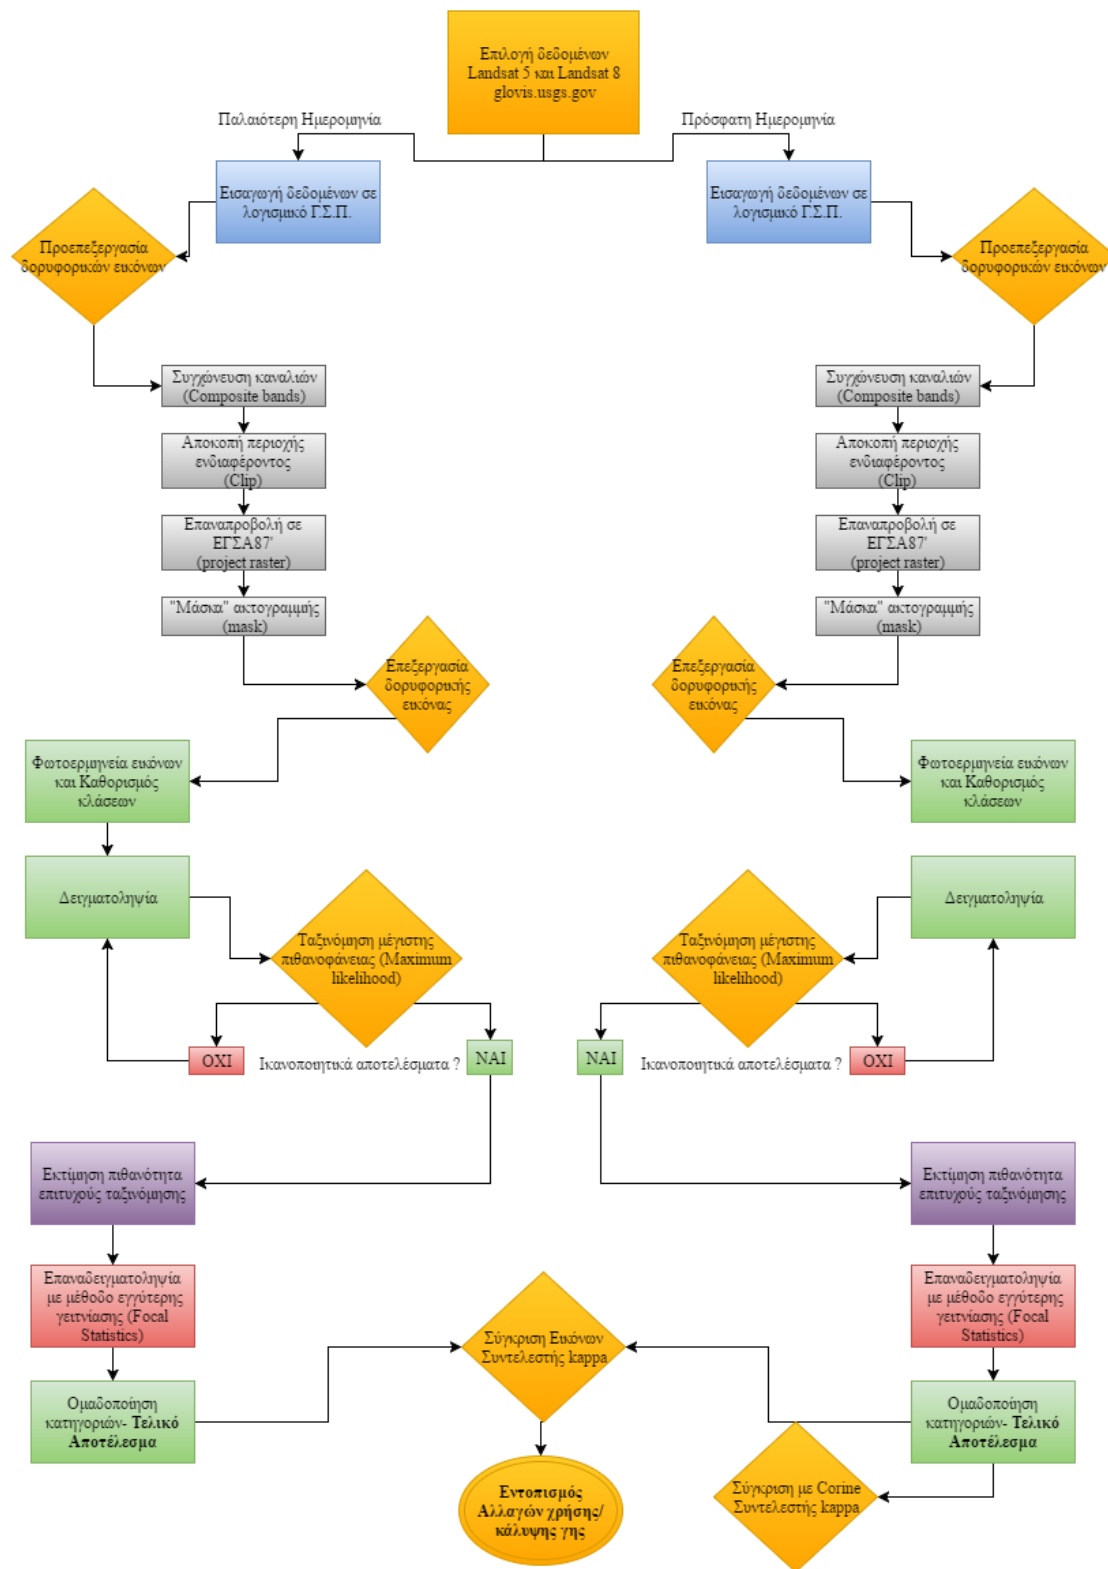 Επιλογή δεδομένων
Landsat 5 και Landsat 8
glovis.usgs.gov
Παλαιότερη Ημερομηνία
Πρόσφατη Ημερομηνία
Εισαγωγή δεδομένων σε
λογισμικό Γ.Σ.Π.
Εισαγωγή δεδομένων σε
λογισμικό Γ.Σ.Π.
Προεπεξεργασία
δορυφορικών εικόνων
Προεπεξεργασία
δορυφορικών εικόνων
Συγχώνευση καναλιών
(Composite bands)
Συγχώνευση καναλιών
(Composite bands)
Αποκοπή περιοχής
ενδιαφέροντος
(Clip)
Αποκοπή περιοχής
ενδιαφέροντος
(Clip)
Επαναπροβολή σε
ΕΓΣΑ87'
(project raster)
Επαναπροβολή σε
ΕΓΣΑ87'
(project raster)
"Μάσκα" ακτογραμμής
(mask)
"Μάσκα" ακτογραμμής
(mask)
Επεξεργασία
δορυφορικής
εικόνας
Επεξεργασία
δορυφορικής
εικόνας
Φωτοερμηνεία εικόνων
και Καθορισμός
κλάσεων
Φωτοερμηνεία εικόνων
και Καθορισμός
κλάσεων
Δειγματοληψία
Δειγματοληψία
Ταξινόμηση μέγιστης
πιθανοφάνειας (Maximum
likelihood)
Ταξινόμηση μέγιστης
πιθανοφάνειας (Maximum
likelihood)
ΟΧΙ
Ικανοποιητικά αποτελέσματα ?
ΝΑΙ
ΝΑΙ
Ικανοποιητικά αποτελέσματα ?
ΟΧΙ
Εκτίμηση πιθανότητα
επιτυχούς ταξινόμησης
Εκτίμηση πιθανότητα
επιτυχούς ταξινόμησης
Επαναδειγματοληψία
με μέθοδο εγγύτερης
γειτνίασης (Focal
Statistics)
Επαναδειγματοληψία
με μέθοδο εγγύτερης
γειτνίασης (Focal
Statistics)
Σύγκριση Εικόνων
Συντελεστής kappa
Ομαδοποίηση
κατηγοριών- Τελικό
Αποτέλεσμα
Ομαδοποίηση
κατηγοριών- Τελικό
Αποτέλεσμα
Εντοπισμός
Αλλαγών χρήσης/
κάλυψης γης
Σύγκριση με Corine
Συντελεστής kappa